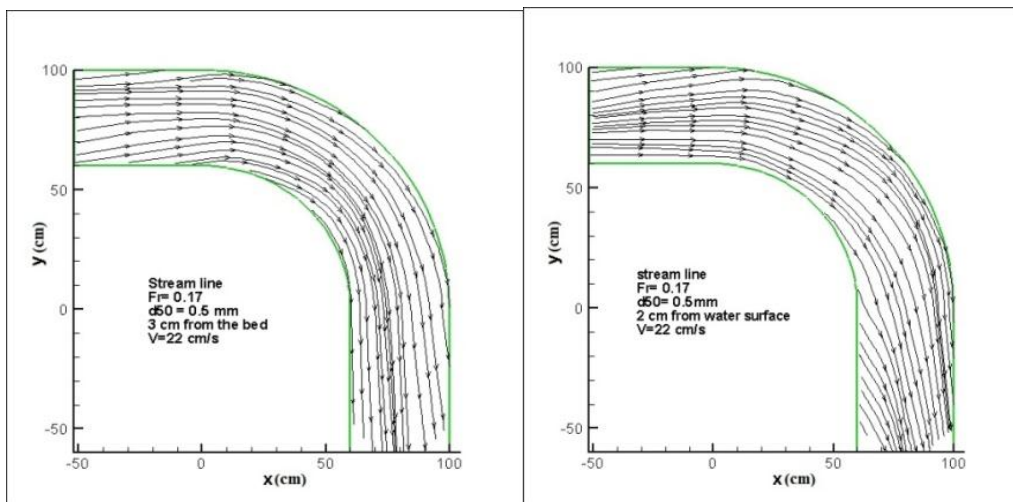 100
50
0
-50
y (cm)
Stream line
Fr= 0.17
d50 = 0.5 mm
3 cm from the bed
V=22 cm/s
-50 0 50 100
x (cm)
100
50
0
-50
y (cm)
stream line
Fr= 0.17
d50= 0.5mm
2 cm from water surface
V=22 cm/s
-50 0 50 100
x (cm)